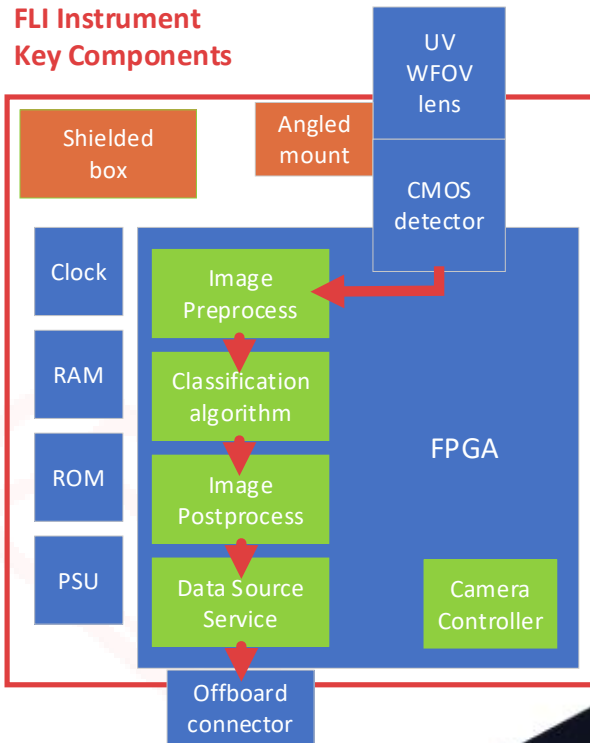 FLI Instrument
Key Components
UV
WFOV
lens
Shielded
box
Angled
mount
CMOS
detector
Clock
Image
Preprocess
RAM
Classification
algorithm
FPGA
ROM
Image
Postprocess
PSU
Data Source
Service
Camera
Controller
Offboard
connector